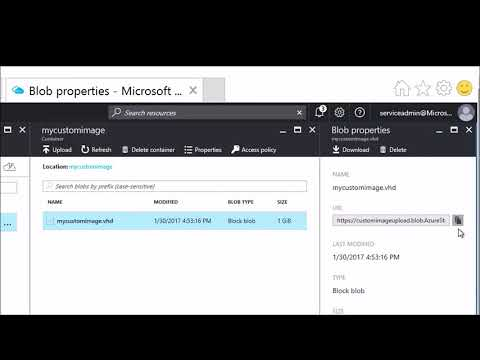 Blob properties - Microsoft ...
Search resources
3
serviceadmin@Micros...
mycustomimage
Container
Upload
Refresh
Delete container
Properties
Access policy
Location: mycustomimage
Search blobs by prefix (case-sensitive)
NAME MODIFIED BLOB TYPE SIZE
mycustomimage.vhd 1/30/2017 4:53:16 PM Block blob 1 GiB
...
Blob properties
mycustomimage.vhd
Download
Delete
NAME
mycustomimage.vhd
URL
https://customimageupload.blob.AzureSt
LAST MODIFIED
1/30/2017 4:53:16 PM
TYPE
Block blob
SIZE